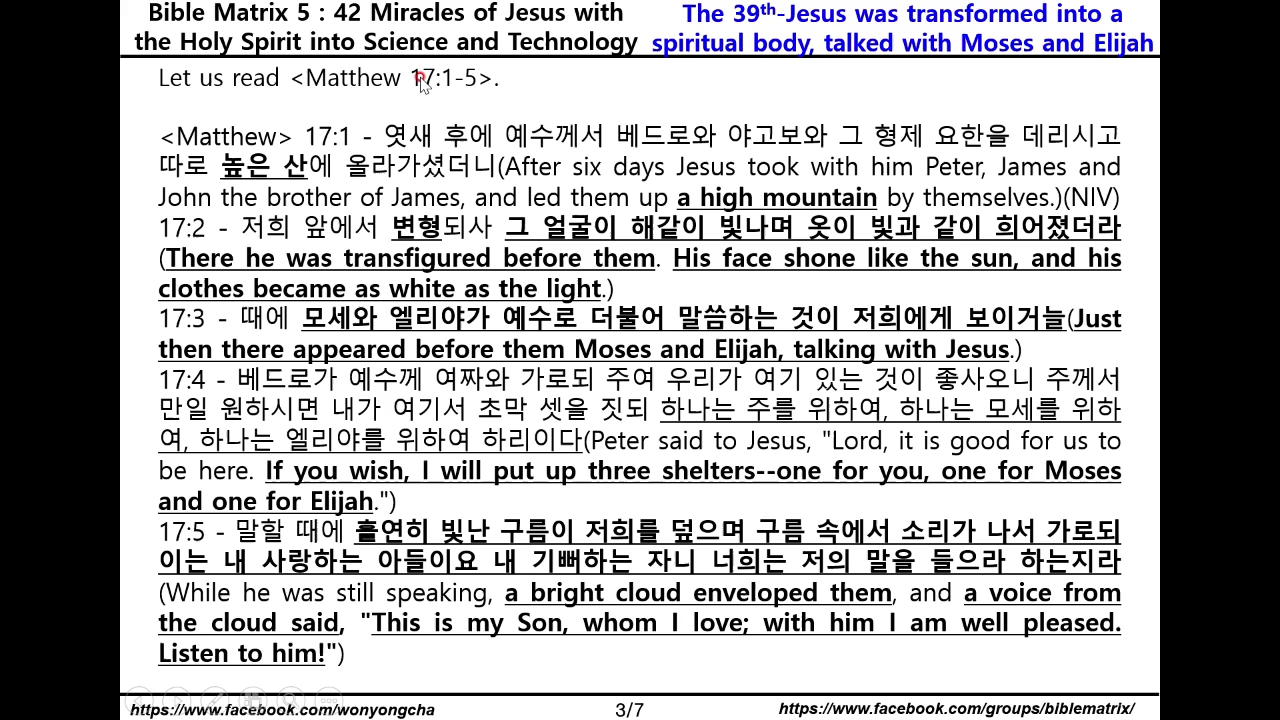 Bible Matrix 5 : 42 Miracles of Jesus with
the Holy Spirit into Science and Technology
The 39th-Jesus was transformed into a
spiritual body, talked with Moses and Elijah
Let us read <Matthew 17:1-5>.
<Matthew> 17:1 - 엿새 후에 예수께서 베드로와 야고보와 그 형제 요한을 데리시고
따로 높은 산에 올라가셨더니(After six days Jesus took with him Peter, James and
John the brother of James, and led them up a high mountain by themselves.)(NIV)
17:2 - 저희 앞에서 변형되사 그 얼굴이 해같이 빛나며 옷이 빛과 같이 희어졌더라
(There he was transfigured before them. His face shone like the sun, and his
clothes became as white as the light.)
17:3 - 때에 모세와 엘리야가 예수로 더불어 말씀하는 것이 저희에게 보이거늘(Just
then there appeared before them Moses and Elijah, talking with Jesus.)
17:4 - 베드로가 예수께 여짜와 가로되 주여 우리가 여기 있는 것이 좋사오니 주께서
만일 원하시면 내가 여기서 초막 셋을 짓되 하나는 주를 위하여, 하나는 모세를 위하
여, 하나는 엘리야를 위하여 하리이다(Peter said to Jesus, "Lord, it is good for us to
be here. If you wish, I will put up three shelters--one for you, one for Moses
and one for Elijah.")
17:5 - 말할 때에 홀연히 빛난 구름이 저희를 덮으며 구름 속에서 소리가 나서 가로되
이는 내 사랑하는 아들이요 내 기뻐하는 자니 너희는 저의 말을 들으라 하는지라
(While he was still speaking, a bright cloud enveloped them, and a voice from
the cloud said, "This is my Son, whom I love; with him I am well pleased.
Listen to him!")
https://www.facebook.com/wonyongcha
3/7
https://www.facebook.com/groups/biblematrix/